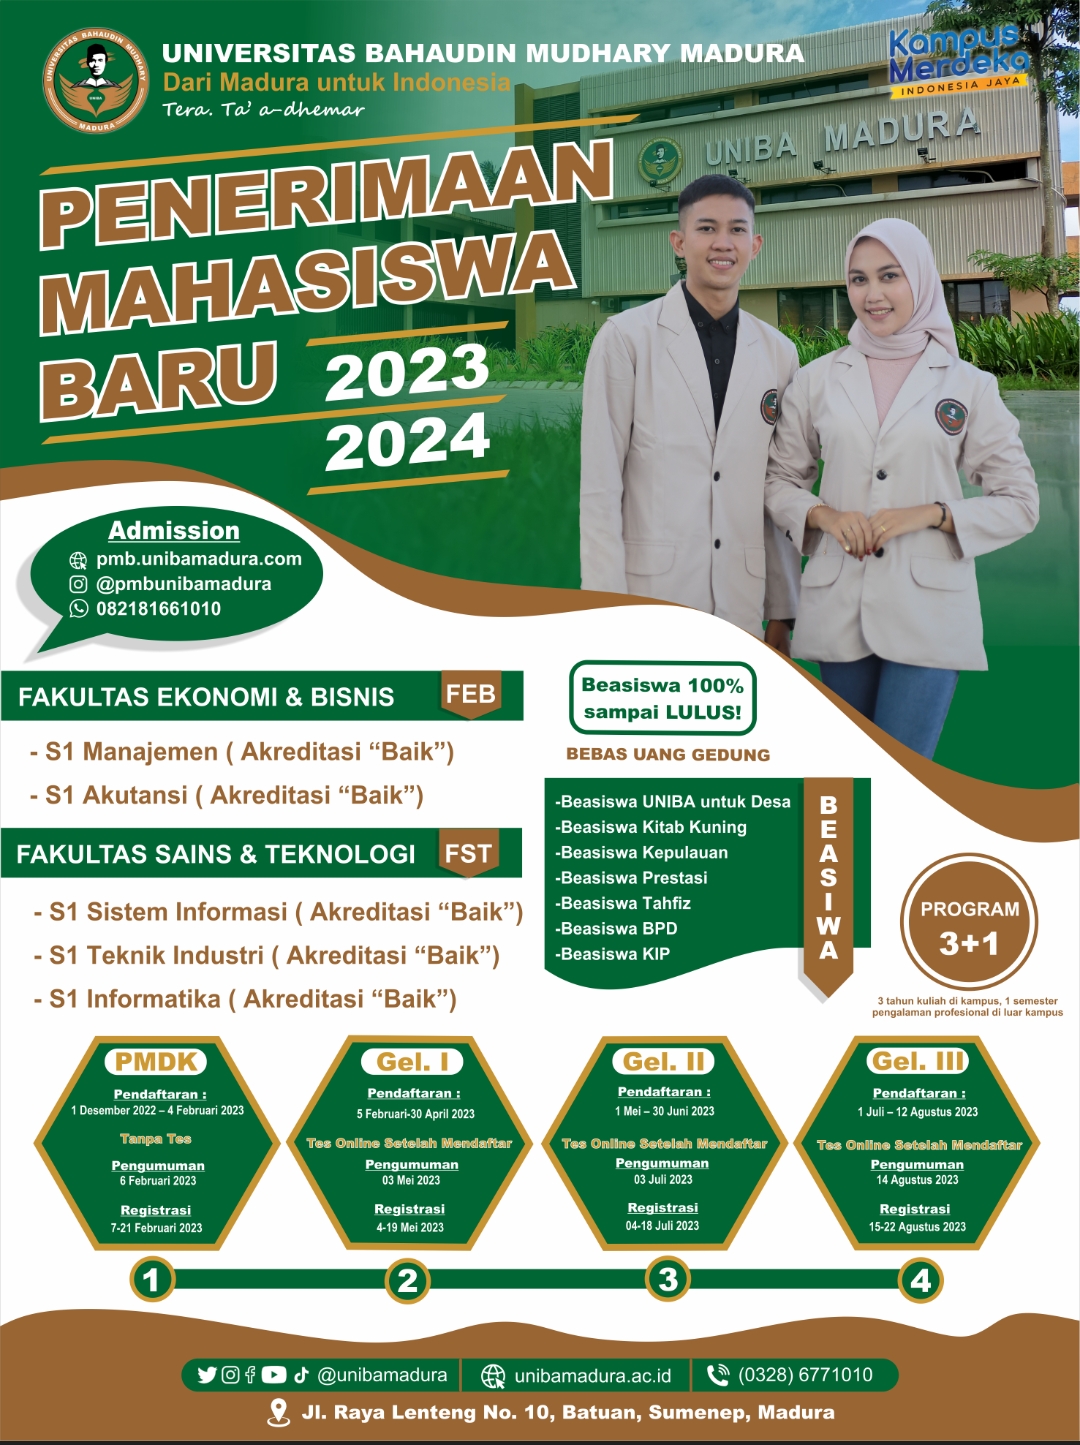 UNIVERSITAS BAHAUDIN MUDHARY MADURA
Dari Madura untuk Indonesia
Tera. Ta' a-dhemar
UNIVERSITAS BAHAUDIN MUDHARY
UNIBA
MADURA
Kampus
Merdeka
INDONESIA JAYA
UNIBA MADURA
PENERIMAAN
MAHASISWA
BARU
2023
2024
Admission
pmb.unibamadura.com
@pmbunibamadura
082181661010
FAKULTAS EKONOMI & BISNIS FEB
- S1 Manajemen ( Akreditasi “Baik”)
- S1 Akutansi ( Akreditasi “Baik”)
FAKULTAS SAINS & TEKNOLOGI FST
- S1 Sistem Informasi ( Akreditasi “Baik”)
- S1 Teknik Industri ( Akreditasi “Baik”)
- S1 Informatika ( Akreditasi “Baik”)
Beasiswa 100%
sampai LULUS!
BEBAS UANG GEDUNG
-Beasiswa UNIBA untuk Desa
-Beasiswa Kitab Kuning
-Beasiswa Kepulauan
-Beasiswa Prestasi
-Beasiswa Tahfiz
-Beasiswa BPD
-Beasiswa KIP
BEASISWA
PROGRAM
3+1
3 tahun kuliah di kampus, 1 semester
pengalaman profesional di luar kampus
PMDK
Pendaftaran :
1 Desember 2022 – 4 Februari 2023
Tanpa Tes
Pengumuman
6 Februari 2023
Registrasi
7-21 Februari 2023
1
Gel. I
Pendaftaran :
5 Februari-30 April 2023
Tes Online Setelah Mendaftar
Pengumuman
03 Mei 2023
Registrasi
4-19 Mei 2023
2
Gel. II
Pendaftaran :
1 Mei – 30 Juni 2023
Tes Online Setelah Mendaftar
Pengumuman
03 Juli 2023
Registrasi
04-18 Juli 2023
3
Gel. III
Pendaftaran :
1 Juli – 12 Agustus 2023
Tes Online Setelah Mendaftar
Pengumuman
14 Agustus 2023
Registrasi
15-22 Agustus 2023
4
@unibamadura
unibamadura.ac.id
(0328) 6771010
Jl. Raya Lenteng No. 10, Batuan, Sumenep, Madura